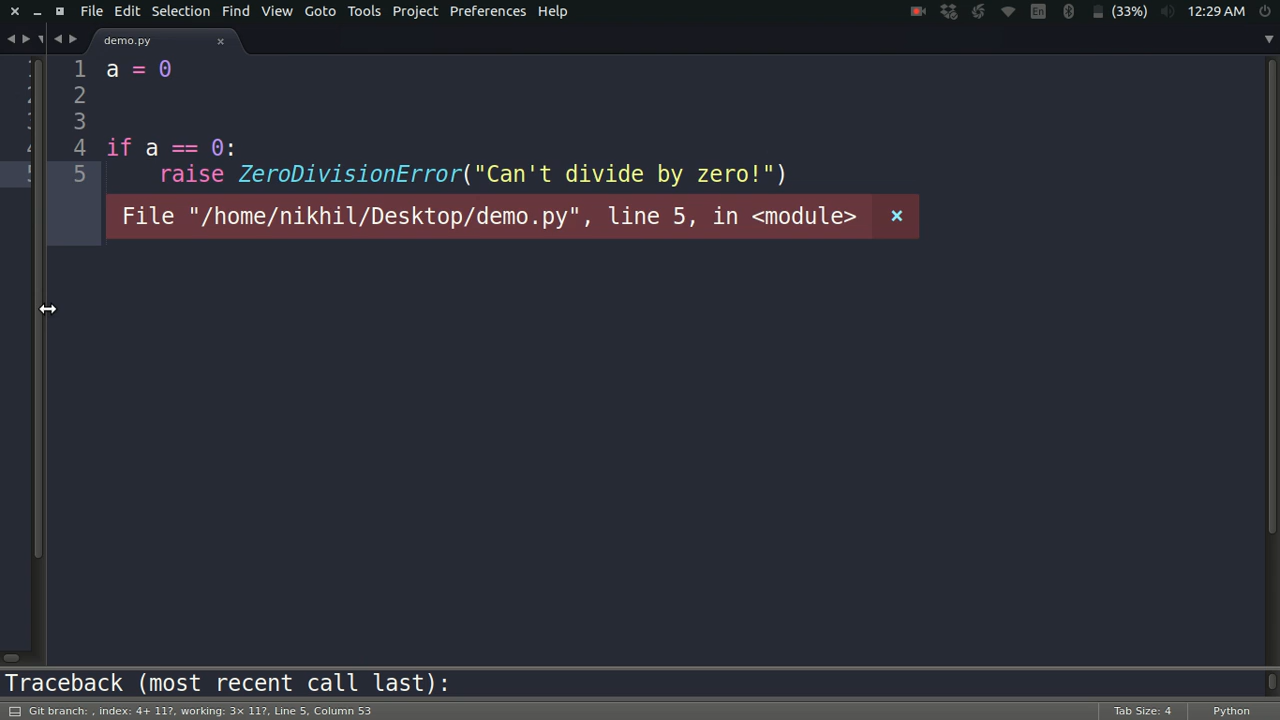 File Edit Selection Find View Goto Tools Project Preferences Help En (33%) 12:29 AM
demo.py
1 a = 0
2
3
4 if a == 0:
5 raise ZeroDivisionError("Can't divide by zero!")
File "/home/nikhil/Desktop/demo.py", line 5, in <module> ×
Traceback (most recent call last):
Git branch: , index: 4+ 11?, working: 3× 11?, Line 5, Column 53 Tab Size: 4 Python